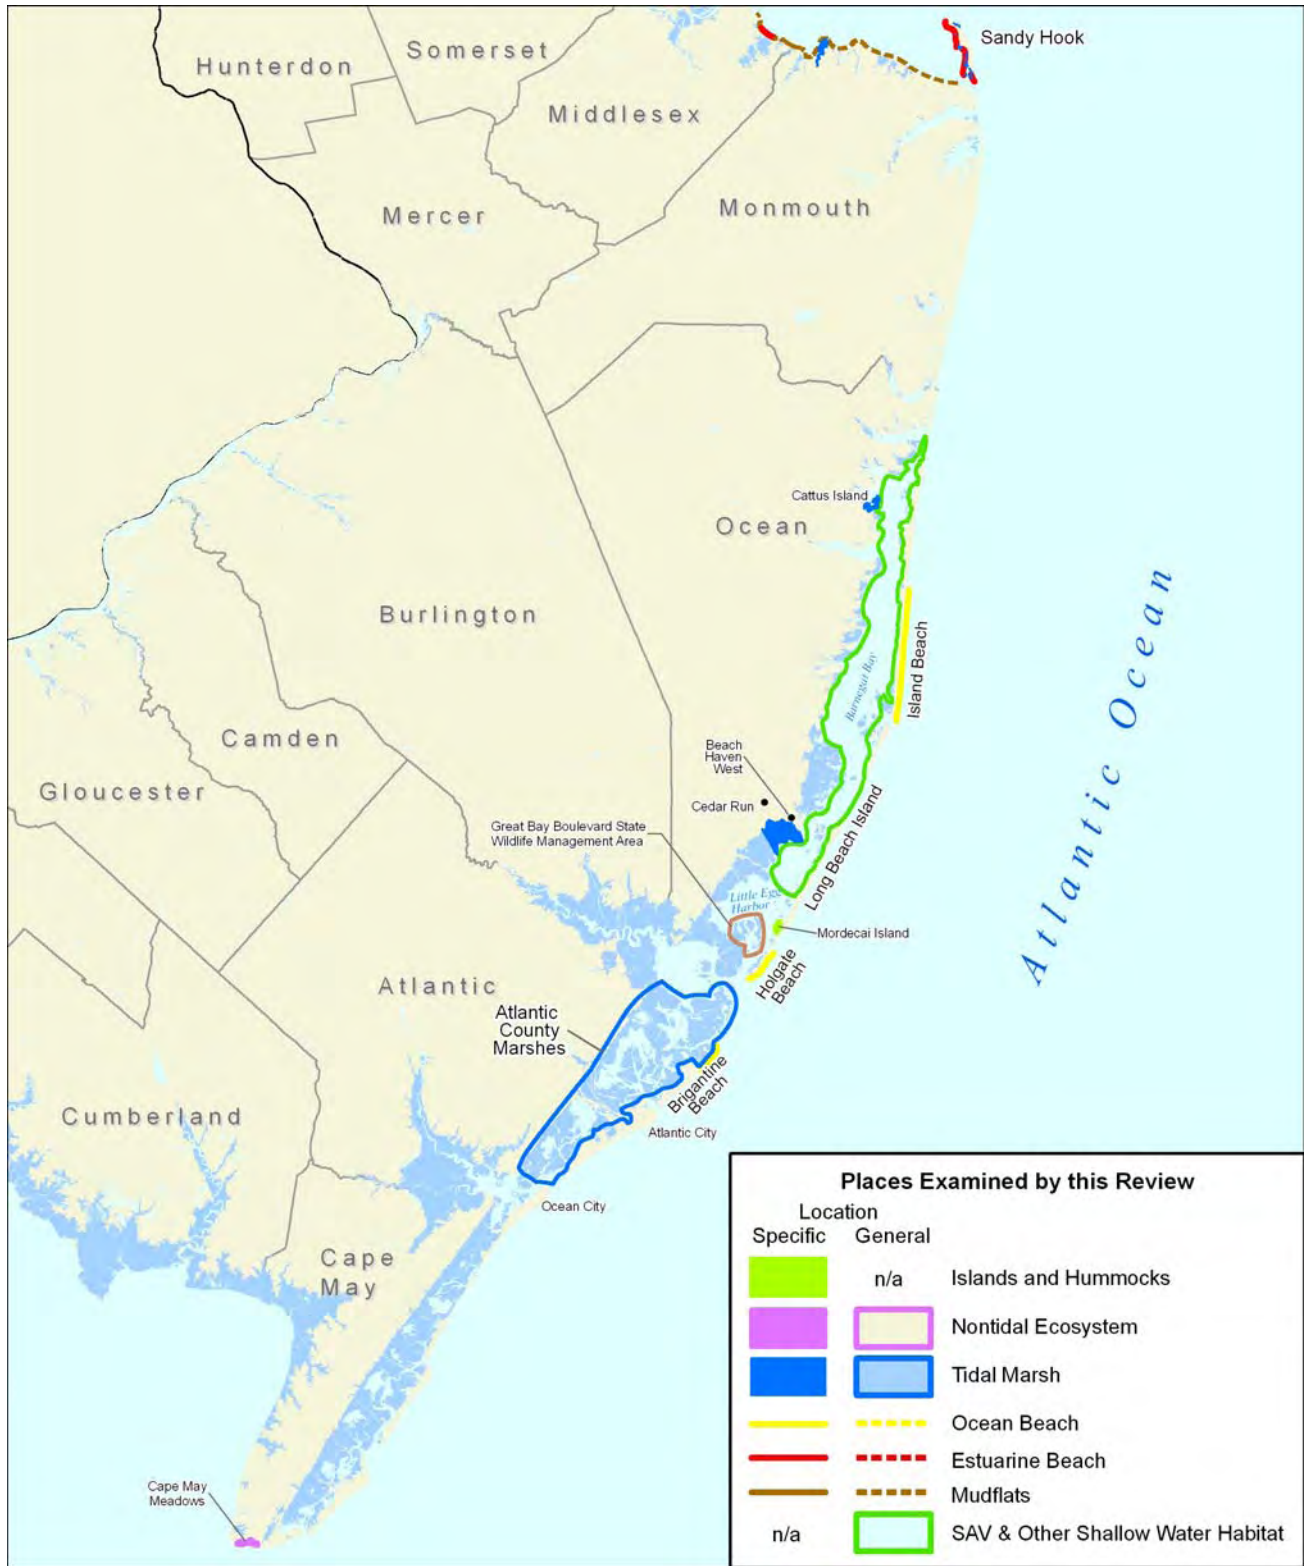 Sandy Hook
Somerset
Hunterdon
Middlesex
Mercer
Monmouth
Cattus Island
Ocean
Burlington
Island Beach
Barnegat Bay
Atlantic Ocean
Camden
Beach
Haven
West
Gloucester
Cedar Run
Great Bay Boulevard State
Wildlife Management Area
Long Beach Island
Little Egg
Harbor
Mordecai Island
Holgate
Beach
Atlantic
Atlantic
County
Marshes
Brigantine
Beach
Cumberland
Atlantic City
Ocean City
Cape
May
Cape May
Meadows
Places Examined by this Review
Location
Specific General
n/a Islands and Hummocks
Nontidal Ecosystem
Tidal Marsh
Ocean Beach
Estuarine Beach
Mudflats
n/a SAV & Other Shallow Water Habitat